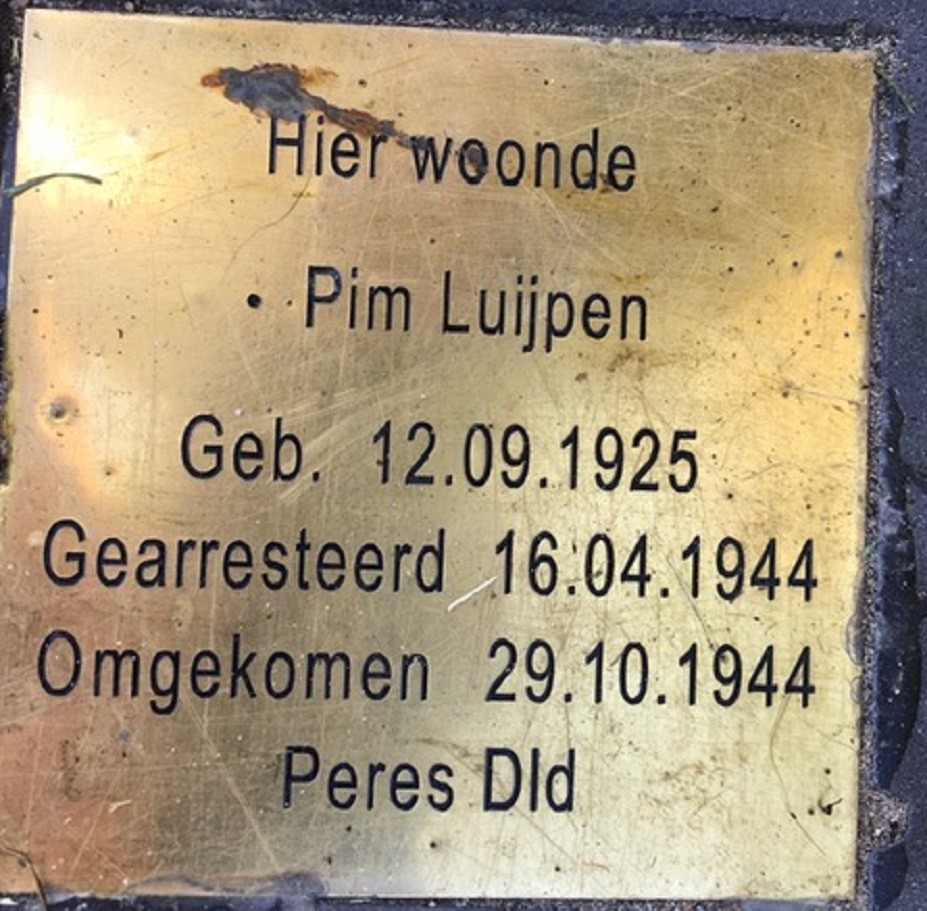 Hier woonde
Pim Luijpen
Geb. 12.09.1925
Gearresteerd 16.04.1944
Omgekomen 29.10.1944
Peres Dld